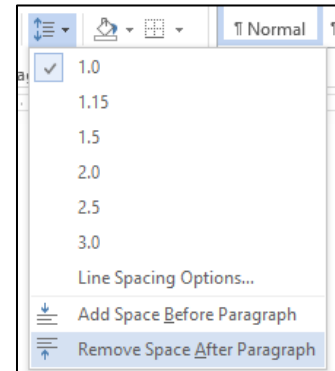 ¶ Normal
1.0
1.15
1.5
2.0
2.5
3.0
Line Spacing Options...
Add Space Before Paragraph
Remove Space After Paragraph